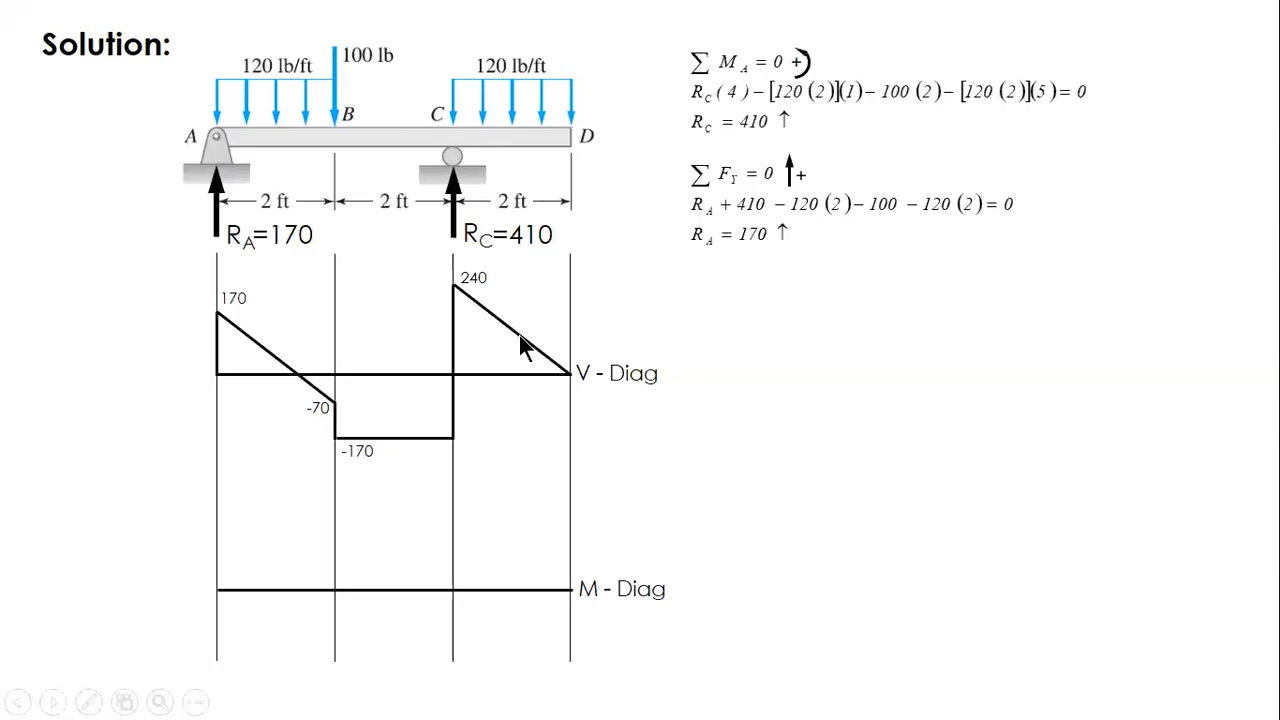 Solution:
100 lb
120 lb/ft
120 lb/ft
A
B
C
D
2 ft
2 ft
2 ft
R_A=170
R_C=410
170
-70
-170
240
V - Diag
M - Diag
∑ M_A = 0 +
R_C ( 4 ) – [120 (2)](1) – 100 (2) – [120 (2)](5) = 0
R_C = 410 ↑
∑ F_Y = 0 ↑+
R_A + 410 – 120 (2) – 100 – 120 (2) = 0
R_A = 170 ↑